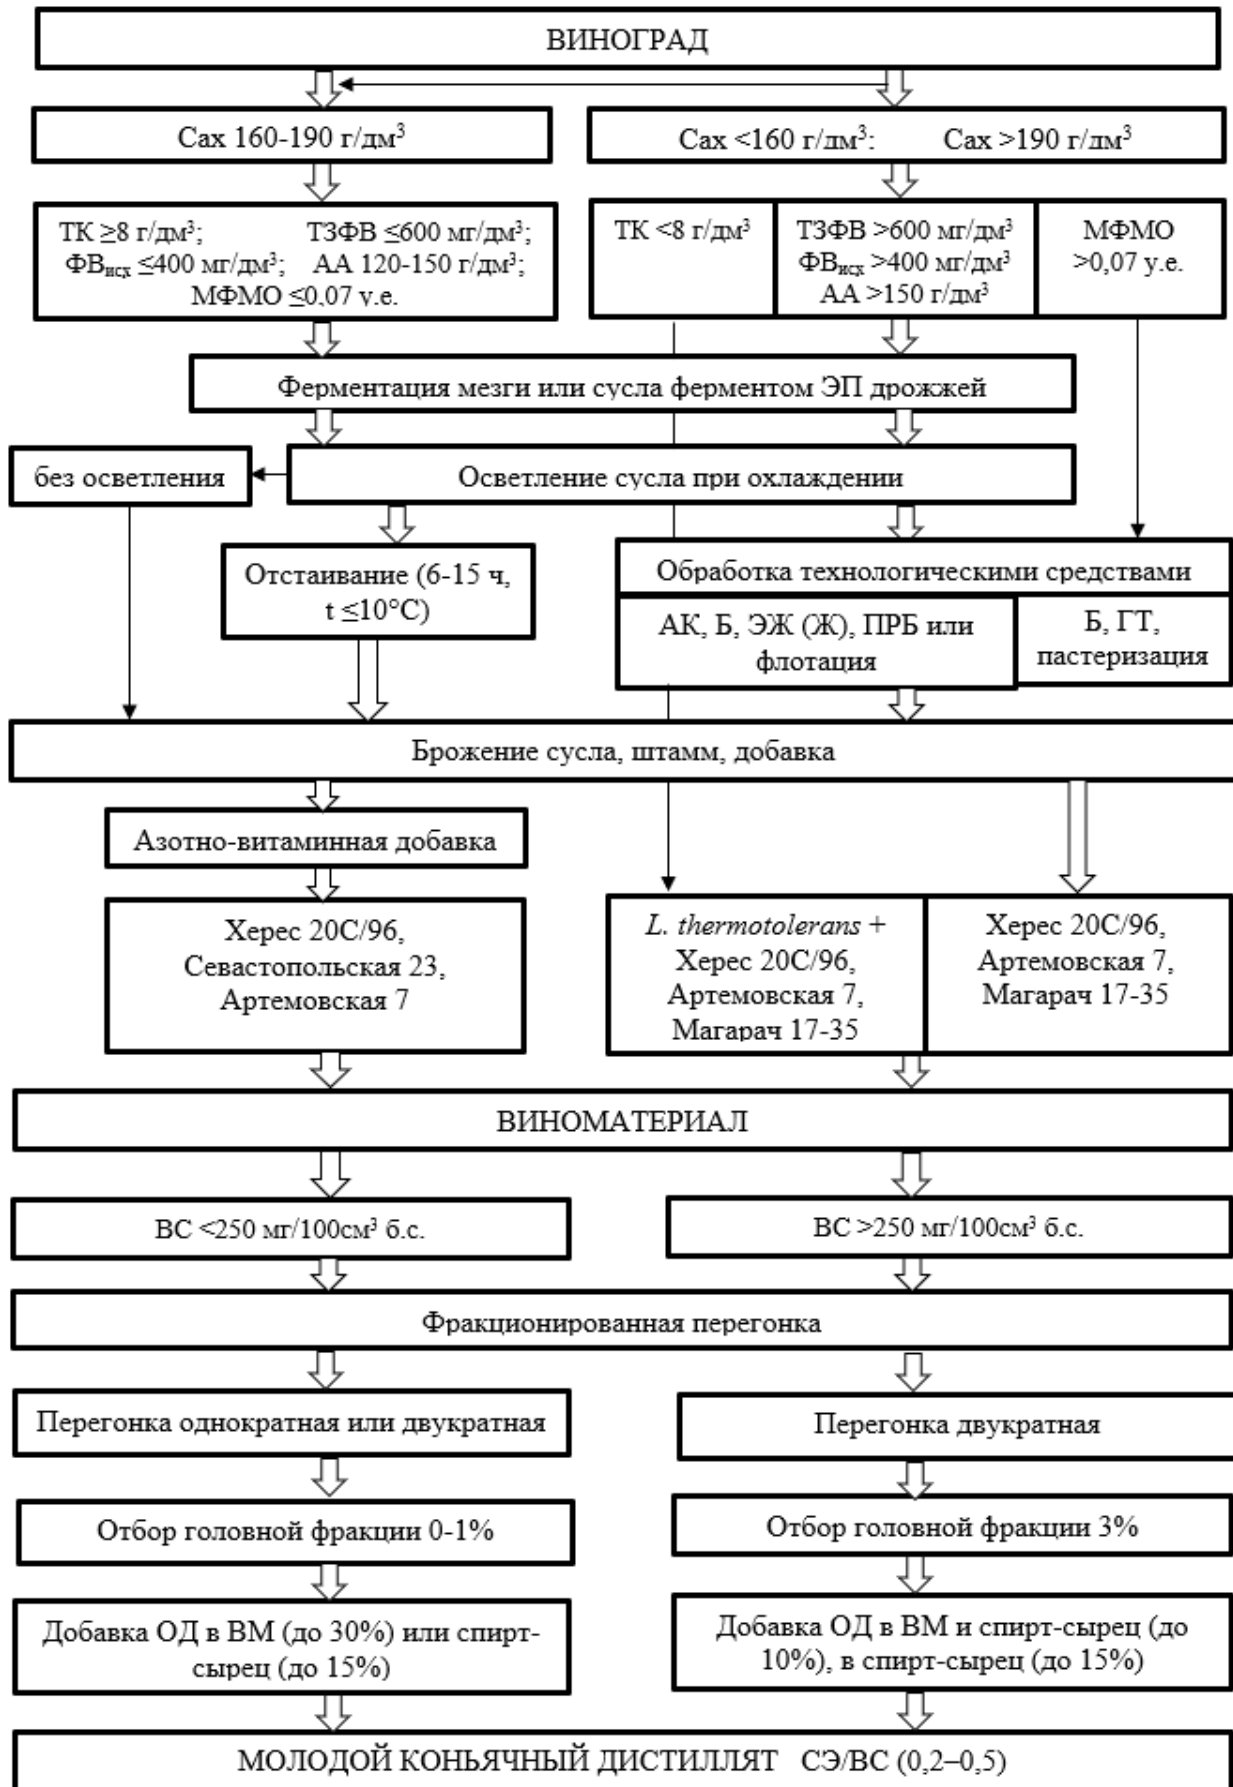 ВИНОГРАД
Сах 160-190 г/дм³
Сах <160 г/дм³; Сах >190 г/дм³
ТК ≥8 г/дм³; ТЗФВ ≤600 мг/дм³;
ФВисх ≤400 мг/дм³; АА 120-150 г/дм³;
МФМО ≤0,07 у.е.
ТК <8 г/дм³
ТЗФВ >600 мг/дм³
ФВисх >400 мг/дм³
АА >150 г/дм³
МФМО
>0,07 у.е.
Ферментация мезги или сусла ферментом ЭП дрожжей
без осветления
Осветление сусла при охлаждении
Отстаивание (6-15 ч,
t ≤10°С)
Обработка технологическими средствами
АК, Б, ЭЖ (Ж), ПРБ или
флотация
Б, ГТ,
пастеризация
Брожение сусла, штамм, добавка
Азотно-витаминная добавка
Херес 20С/96,
Севастопольская 23,
Артемовская 7
L. thermotolerans +
Херес 20С/96,
Артемовская 7,
Магарач 17-35
Херес 20С/96,
Артемовская 7,
Магарач 17-35
ВИНОМАТЕРИАЛ
ВС <250 мг/100см³ б.с.
ВС >250 мг/100см³ б.с.
Фракционированная перегонка
Перегонка однократная или двукратная
Перегонка двукратная
Отбор головной фракции 0-1%
Отбор головной фракции 3%
Добавка ОД в ВМ (до 30%) или спирт-
сырец (до 15%)
Добавка ОД в ВМ и спирт-сырец (до
10%), в спирт-сырец (до 15%)
МОЛОДОЙ КОНЬЯЧНЫЙ ДИСТИЛЛЯТ СЭ/ВС (0,2–0,5)